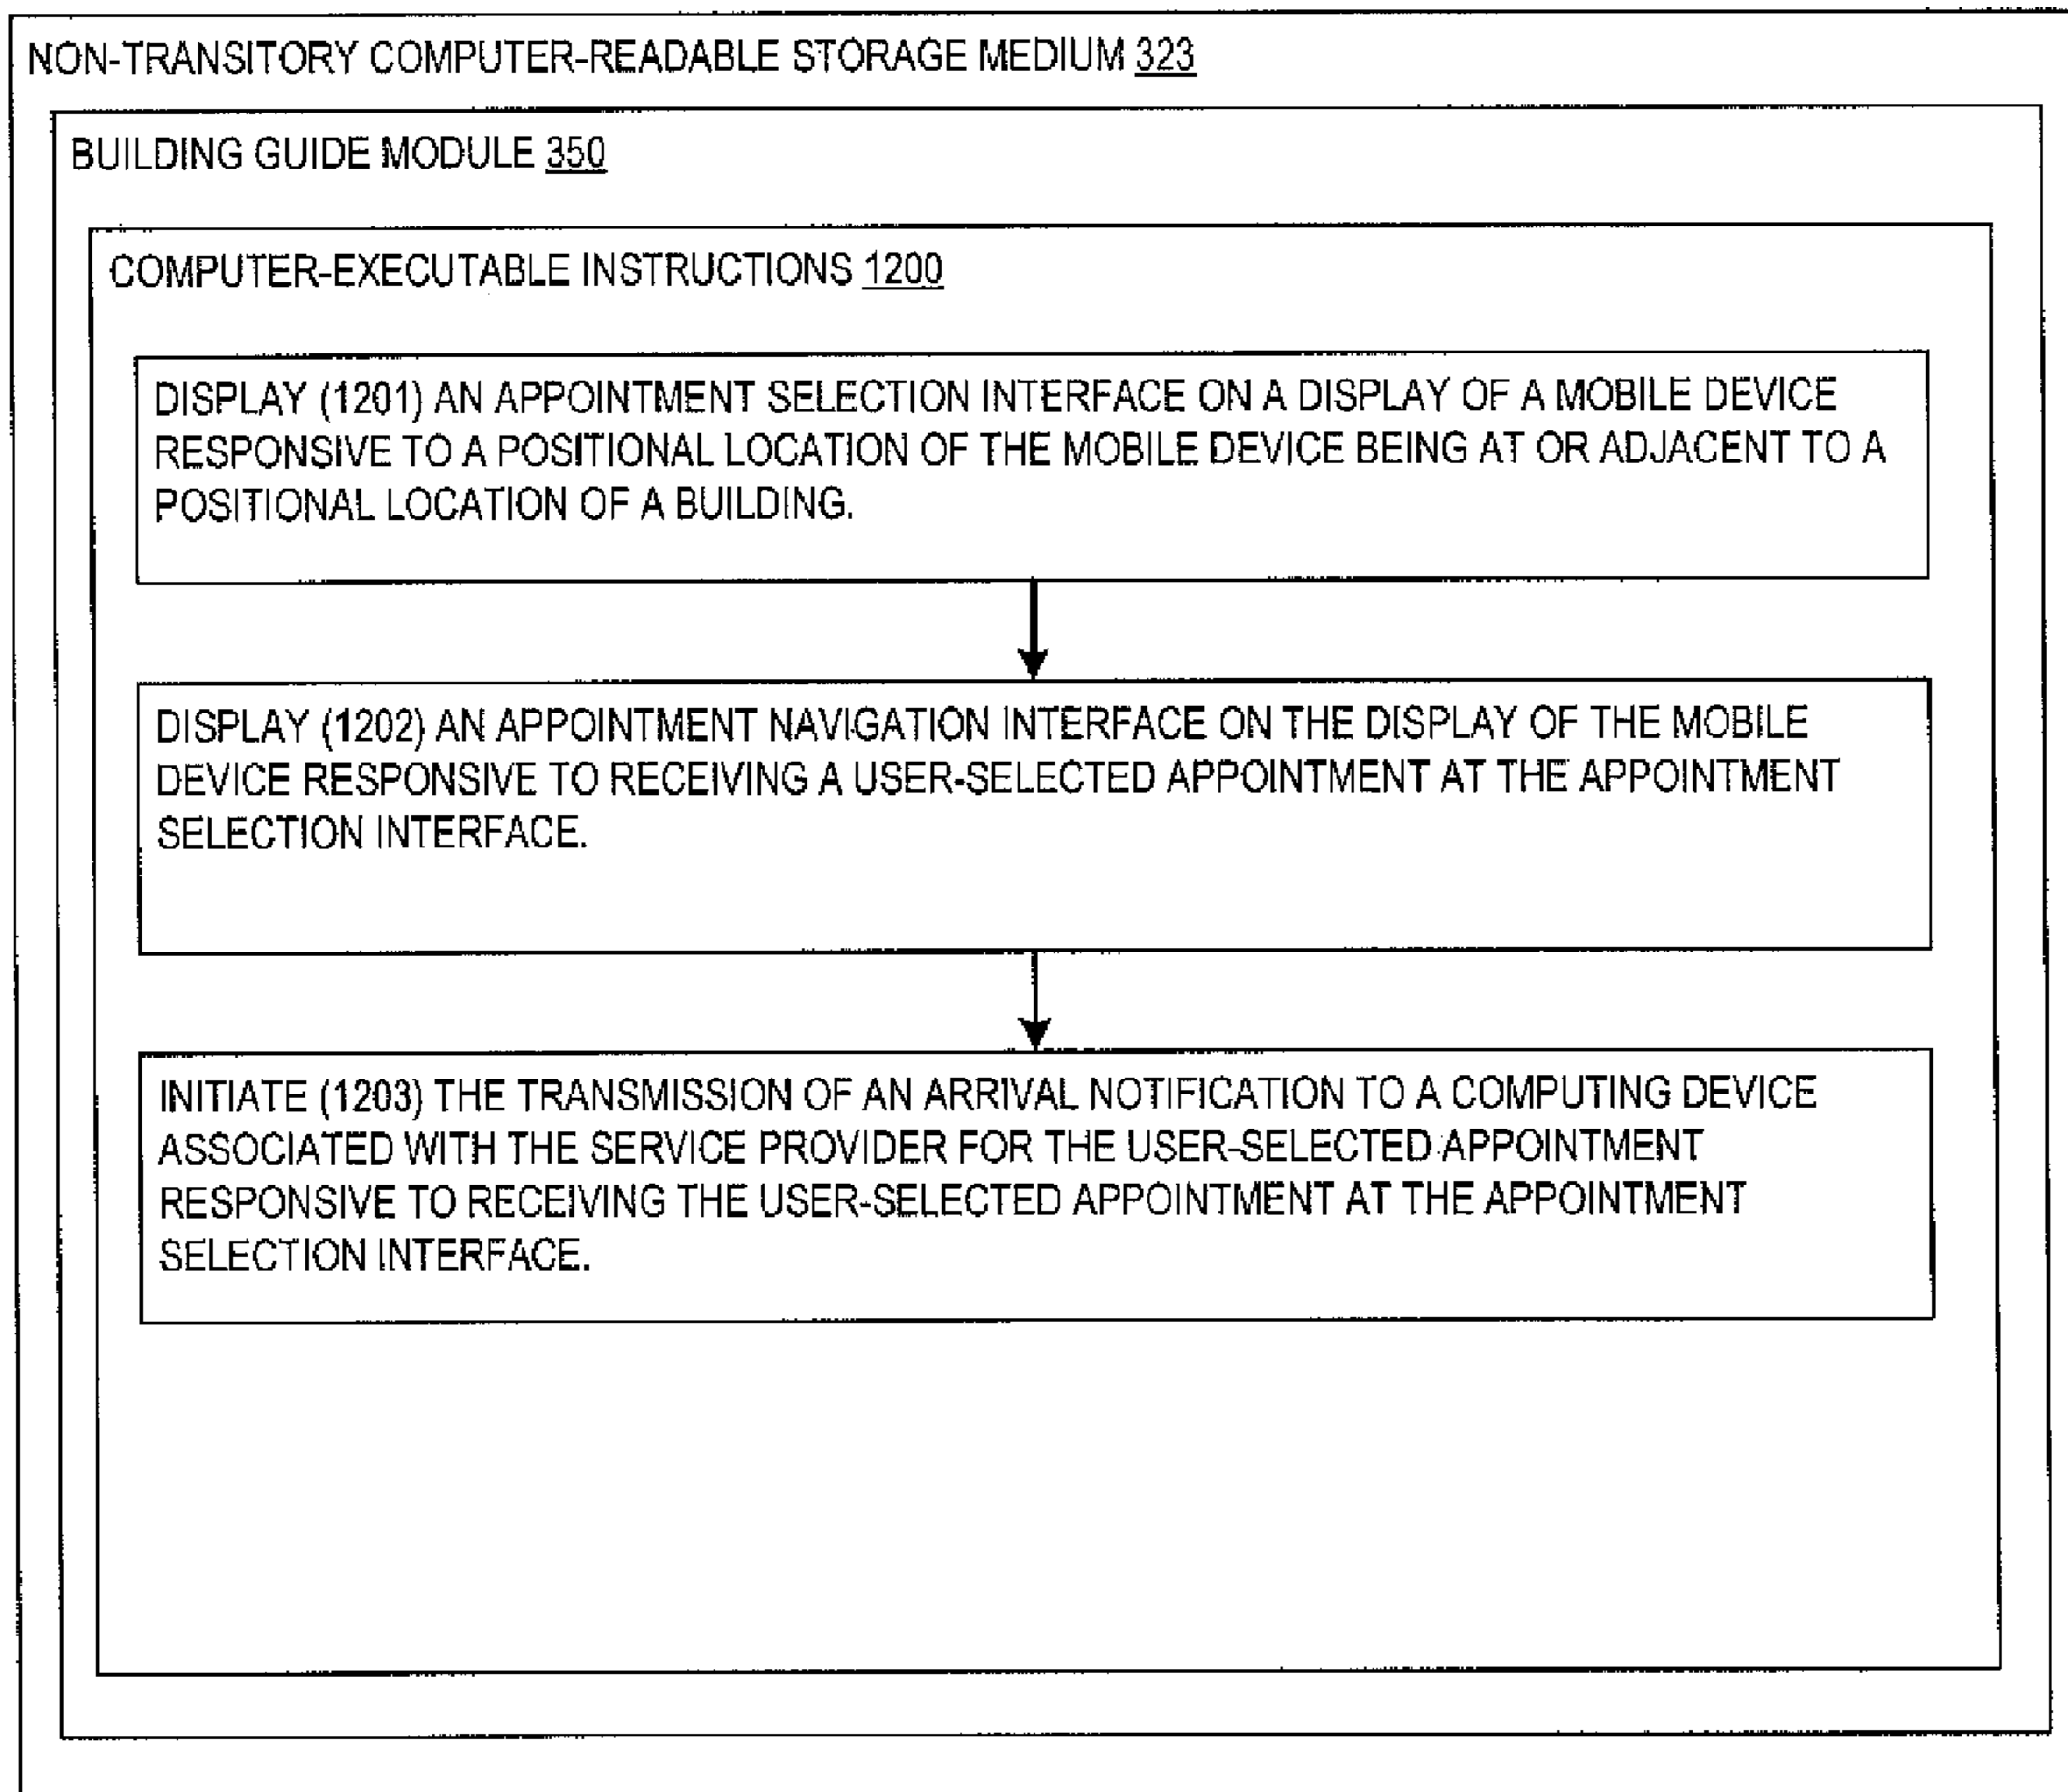 NON-TRANSITORY COMPUTER-READABLE STORAGE MEDIUM 323
BUILDING GUIDE MODULE 350
COMPUTER-EXECUTABLE INSTRUCTIONS 1200
DISPLAY (1201) AN APPOINTMENT SELECTION INTERFACE ON A DISPLAY OF A MOBILE DEVICE
RESPONSIVE TO A POSITIONAL LOCATION OF THE MOBILE DEVICE BEING AT OR ADJACENT TO A
POSITIONAL LOCATION OF A BUILDING.
DISPLAY (1202) AN APPOINTMENT NAVIGATION INTERFACE ON THE DISPLAY OF THE MOBILE
DEVICE RESPONSIVE TO RECEIVING A USER-SELECTED APPOINTMENT AT THE APPOINTMENT
SELECTION INTERFACE.
INITIATE (1203) THE TRANSMISSION OF AN ARRIVAL NOTIFICATION TO A COMPUTING DEVICE
ASSOCIATED WITH THE SERVICE PROVIDER FOR THE USER-SELECTED APPOINTMENT
RESPONSIVE TO RECEIVING THE USER-SELECTED APPOINTMENT AT THE APPOINTMENT
SELECTION INTERFACE.